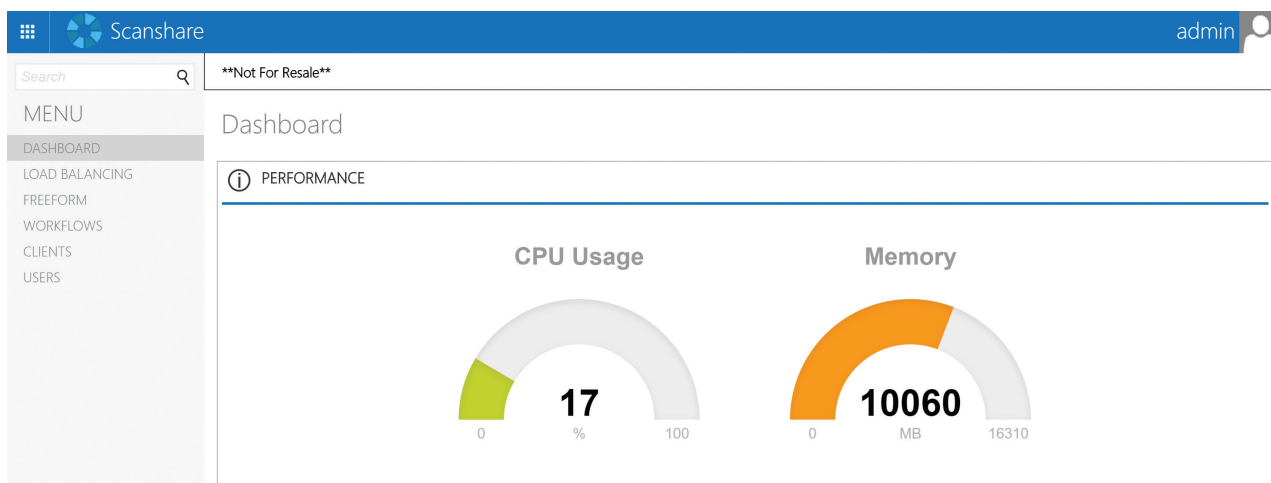 Scanshare
admin
Search
**Not For Resale**
MENU
DASHBOARD
LOAD BALANCING
FREEFORM
WORKFLOWS
CLIENTS
USERS
Dashboard
PERFORMANCE
CPU Usage
17
0 % 100
Memory
10060
0 MB 16310